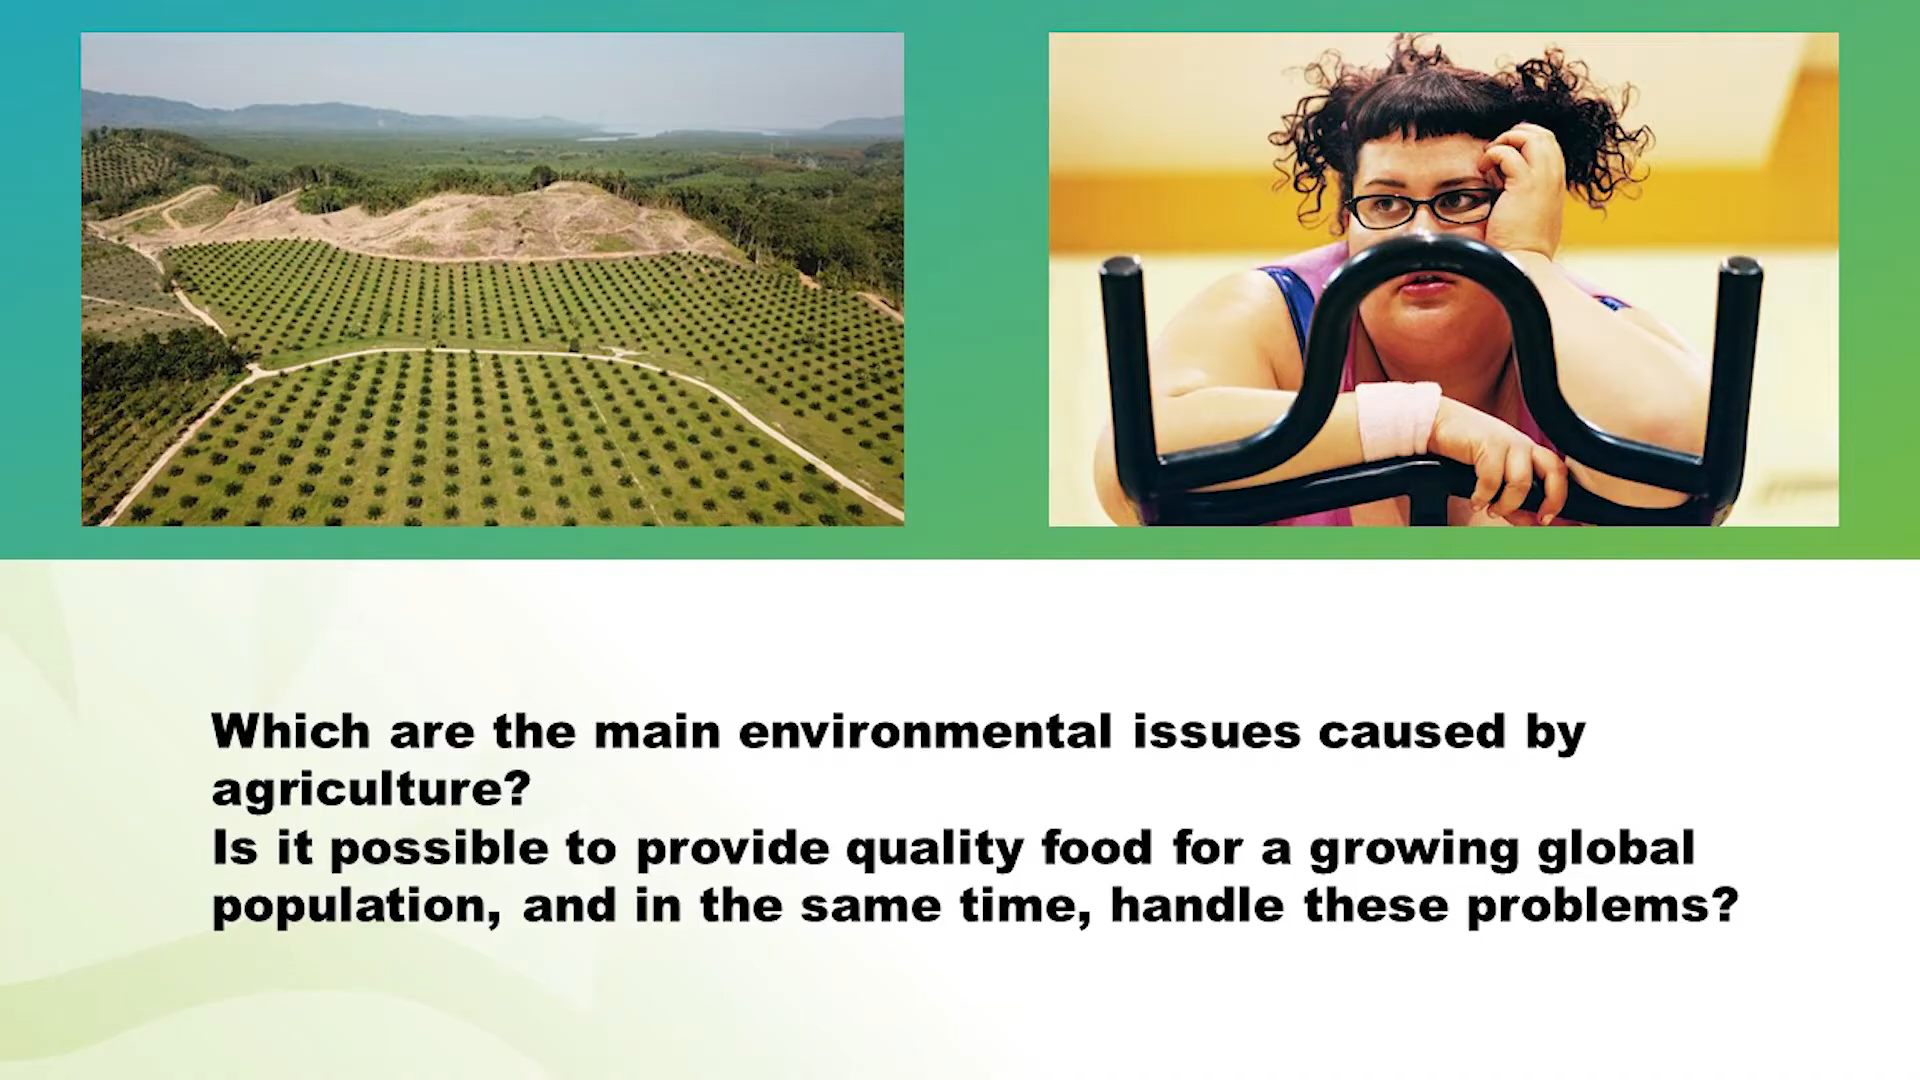 Which are the main environmental issues caused by
agriculture?
Is it possible to provide quality food for a growing global
population, and in the same time, handle these problems?